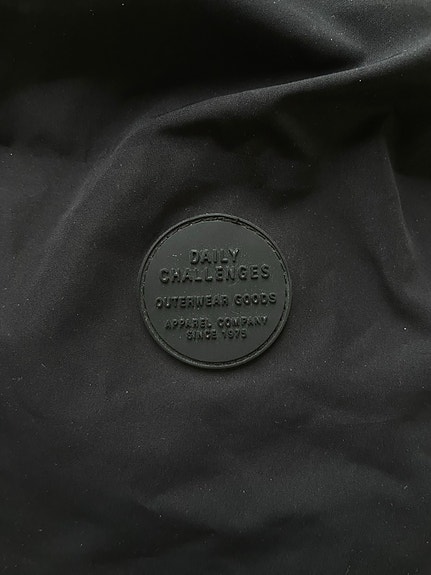 DAILY
CHALLENGES
OUTERWEAR GOODS
APPAREL COMPANY
SINCE 1975